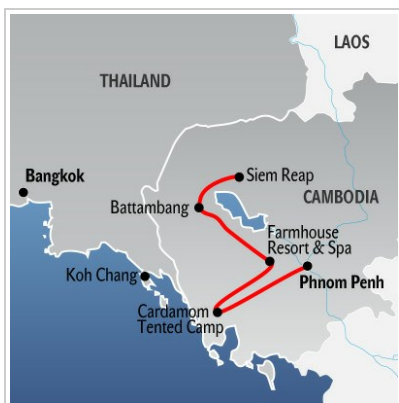 LAOS
THAILAND
Bangkok
Siem Reap
Battambang
CAMBODIA
Farmhouse
Resort & Spa
Koh Chang
Phnom Penh
Cardamom
Tented Camp